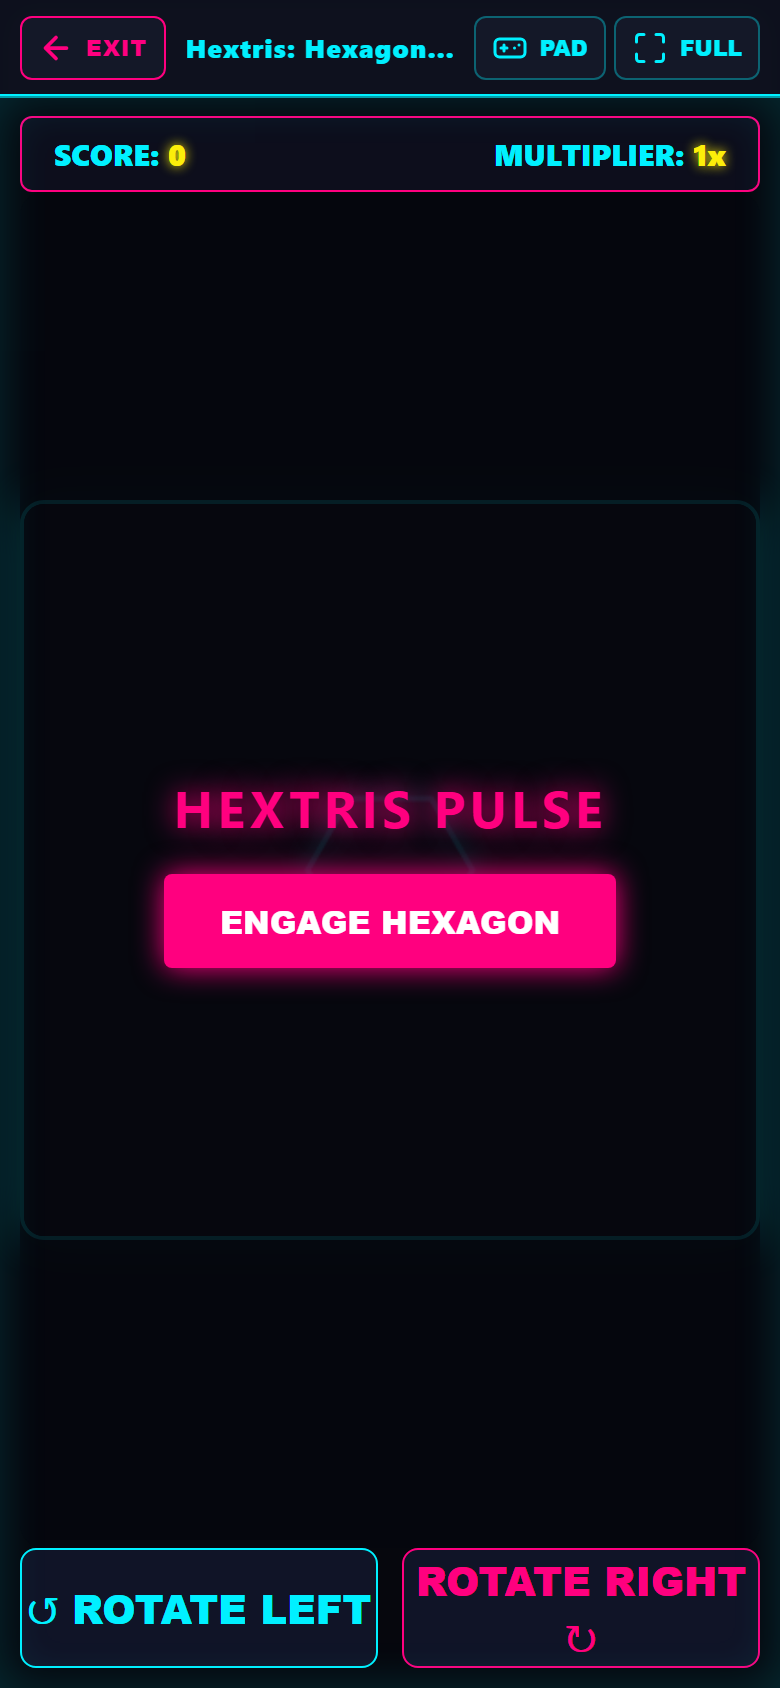 EXIT
Hextris: Hexagon...
PAD
FULL
SCORE: 0
MULTIPLIER: 1x
HEXTRIS PULSE
ENGAGE HEXAGON
↺ ROTATE LEFT
ROTATE RIGHT
↻